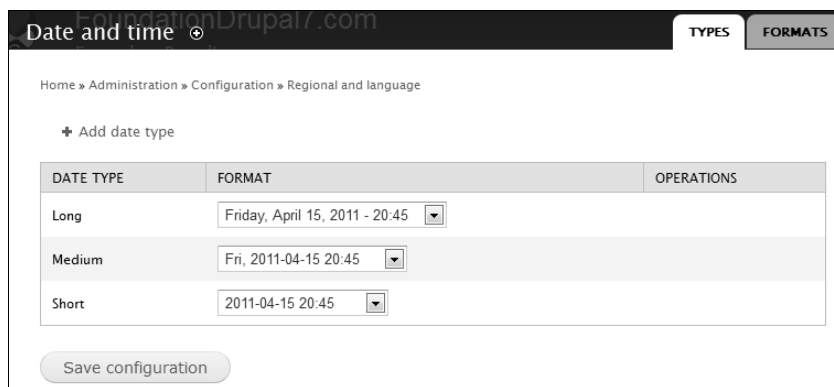 FoundationDrupal7.com
Date and time
TYPES
FORMATS
Home » Administration » Configuration » Regional and language
+ Add date type
DATE TYPE FORMAT OPERATIONS
Long Friday, April 15, 2011 - 20:45
Medium Fri, 2011-04-15 20:45
Short 2011-04-15 20:45
Save configuration